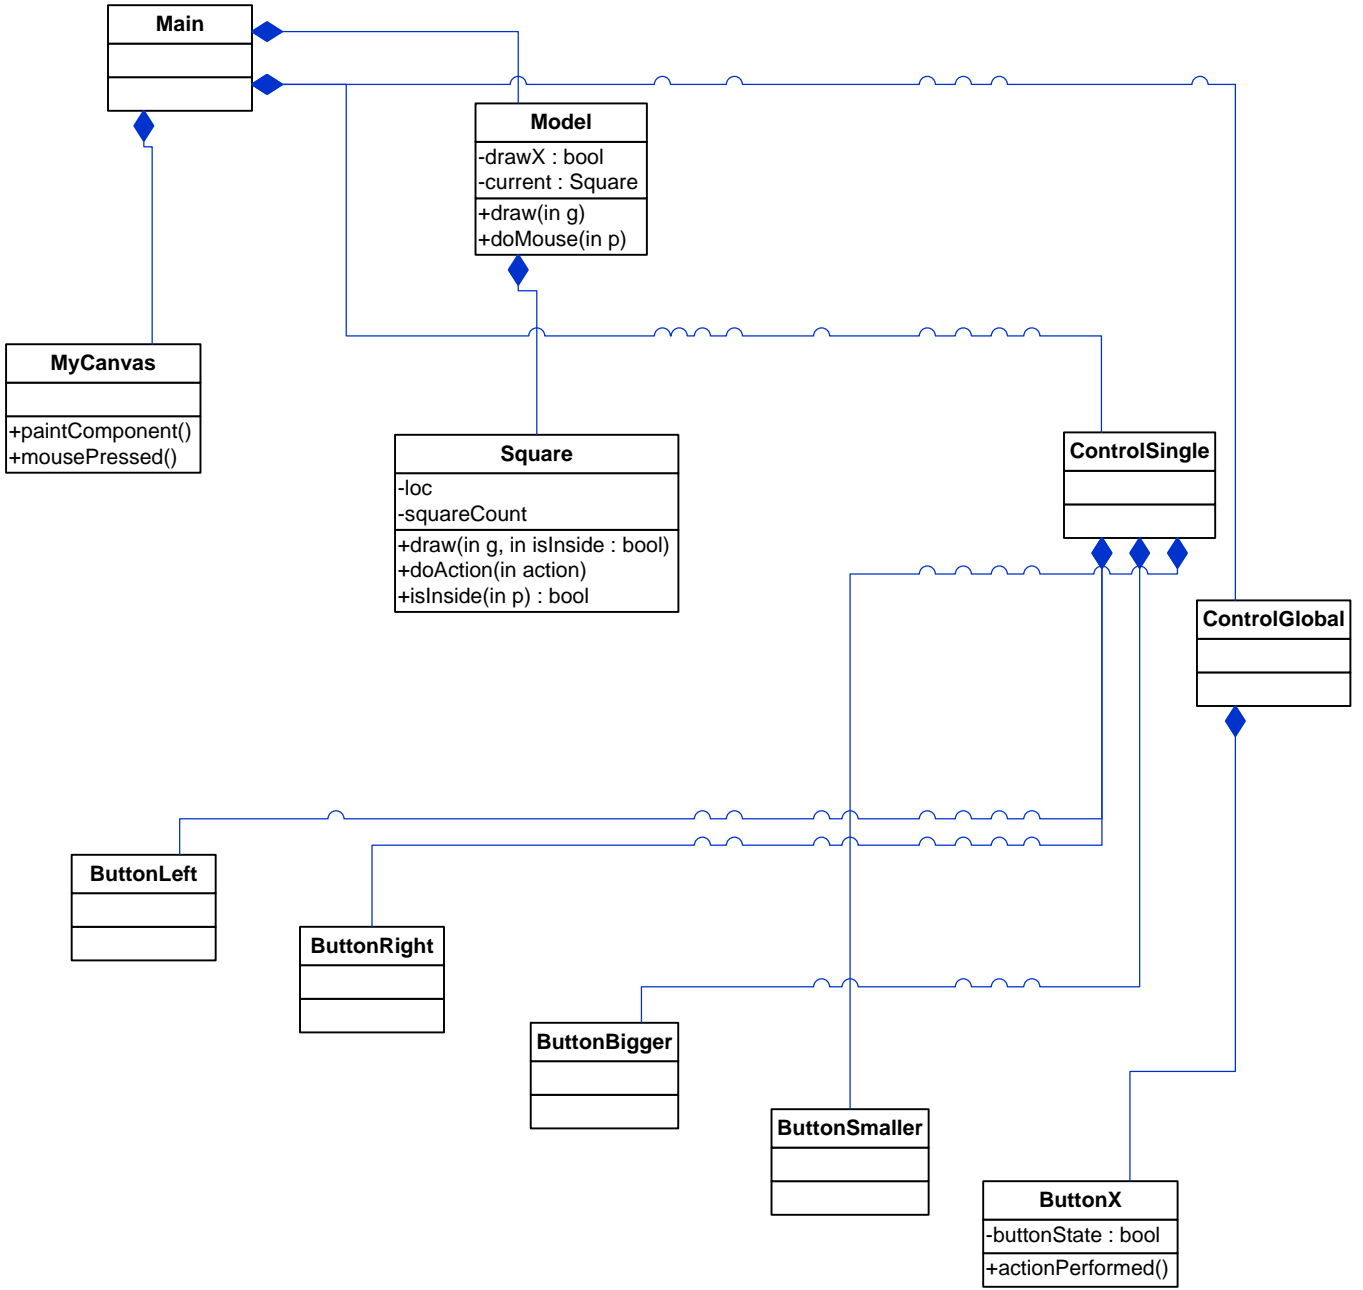 Main
Model
-drawX : bool
-current : Square
+draw(in g)
+doMouse(in p)
MyCanvas
+paintComponent()
+mousePressed()
Square
-loc
-squareCount
+draw(in g, in isInside : bool)
+doAction(in action)
+isInside(in p) : bool
ControlSingle
ControlGlobal
ButtonLeft
ButtonRight
ButtonBigger
ButtonSmaller
ButtonX
-buttonState : bool
+actionPerformed()